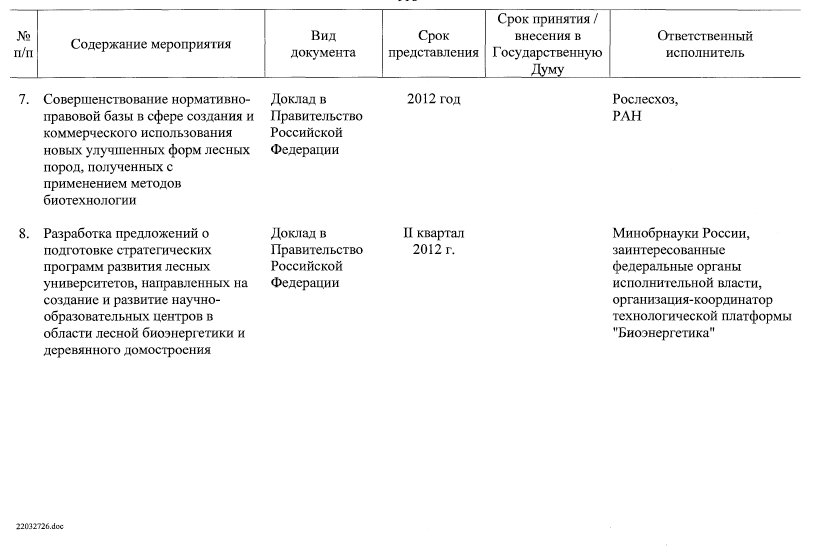 № п/п
Содержание мероприятия
Вид документа
Срок представления
Срок принятия / внесения в Государственную Думу
Ответственный исполнитель
7.
Совершенствование нормативно-
правовой базы в сфере создания и
коммерческого использования
новых улучшенных форм лесных
пород, полученных с
применением методов
биотехнологии
Доклад в
Правительство
Российской
Федерации
2012 год
Рослесхоз,
РАН
8.
Разработка предложений о
подготовке стратегических
программ развития лесных
университетов, направленных на
создание и развитие научно-
образовательных центров в
области лесной биоэнергетики и
деревянного домостроения
Доклад в
Правительство
Российской
Федерации
II квартал
2012 г.
Минобрнауки России,
заинтересованные
федеральные органы
исполнительной власти,
организация-координатор
технологической платформы
"Биоэнергетика"
22032726.doc